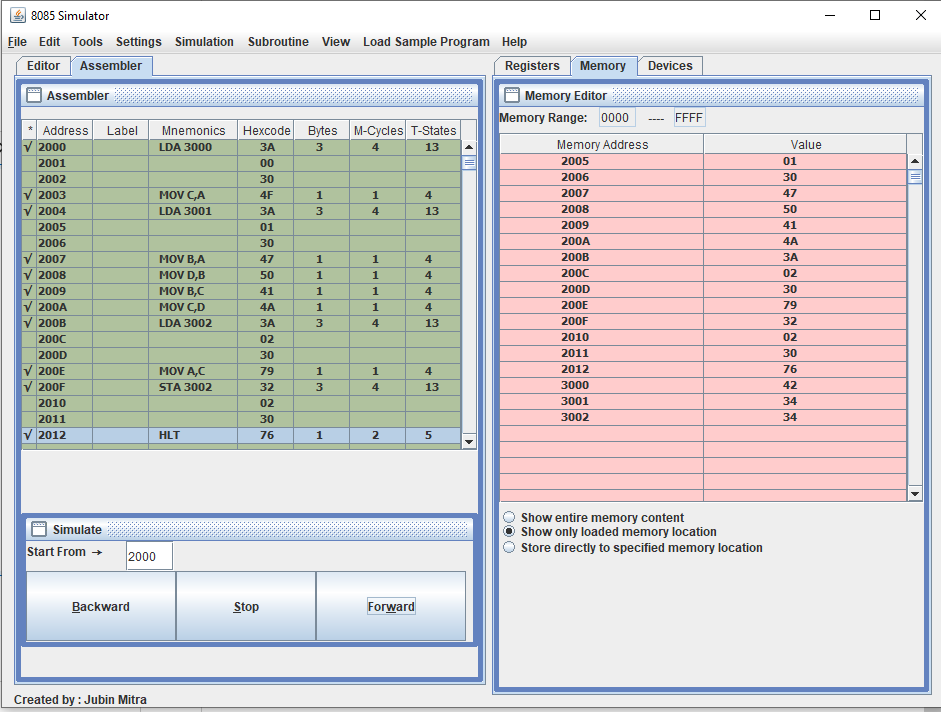 8085 Simulator
File Edit Tools Settings Simulation Subroutine View Load Sample Program Help
Editor Assembler
Assembler
* Address Label Mnemonics Hexcode Bytes M-Cycles T-States
√ 2000 LDA 3000 3A 3 4 13
2001 00
2002 30
√ 2003 MOV C,A 4F 1 1 4
√ 2004 LDA 3001 3A 3 4 13
2005 01
2006 30
√ 2007 MOV B,A 47 1 1 4
√ 2008 MOV D,B 50 1 1 4
√ 2009 MOV B,C 41 1 1 4
√ 200A MOV C,D 4A 1 1 4
√ 200B LDA 3002 3A 3 4 13
200C 02
200D 30
√ 200E MOV A,C 79 1 1 4
√ 200F STA 3002 32 3 4 13
2010 02
2011 30
√ 2012 HLT 76 1 2 5
Simulate
Start From → 2000
Backward Stop Forward
Registers Memory Devices
Memory Editor
Memory Range: 0000 ---- FFFF
Memory Address Value
2005 01
2006 30
2007 47
2008 50
2009 41
200A 4A
200B 3A
200C 02
200D 30
200E 79
200F 32
2010 02
2011 30
2012 76
3000 42
3001 34
3002 34
Show entire memory content
Show only loaded memory location
Store directly to specified memory location
Created by : Jubin Mitra